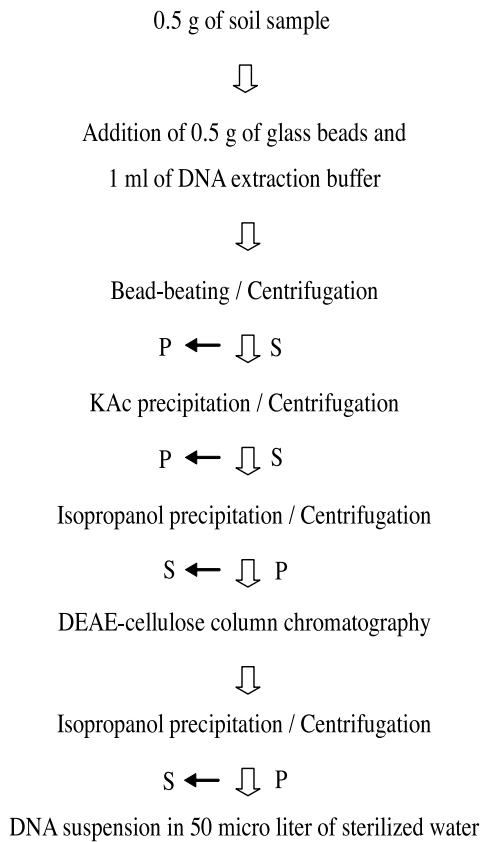 0.5 g of soil sample
Addition of 0.5 g of glass beads and
1 ml of DNA extraction buffer
Bead-beating / Centrifugation
P S
KAc precipitation / Centrifugation
P S
Isopropanol precipitation / Centrifugation
S P
DEAE-cellulose column chromatography
Isopropanol precipitation / Centrifugation
S P
DNA suspension in 50 micro liter of sterilized water